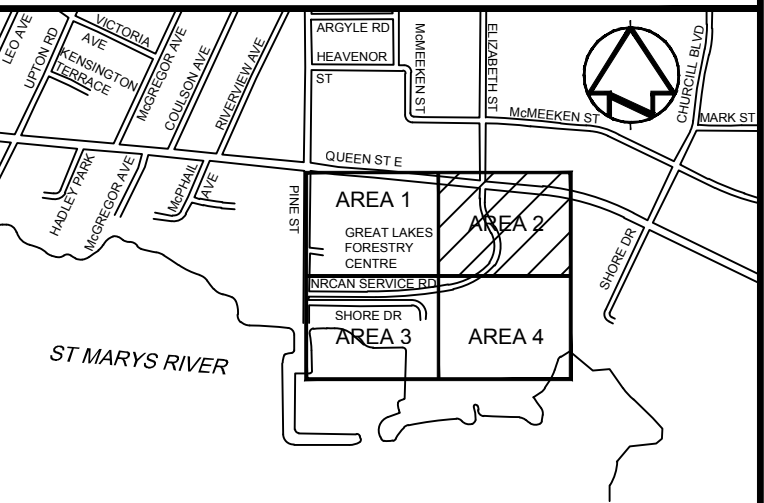 LEO AVE
UPTON RD
VICTORIA
AVE
KENSINGTON
TERRACE
McGREGOR AVE
COULSON AVE
RIVERVIEW AVE
ARGYLE RD
HEAVENOR
ST
McMEEKEN ST
ELIZABETH ST
McMEEKEN ST
CHURCILL BLVD
MARK ST
QUEEN ST E
HADLEY PARK
McGREGOR AVE
McPHAIL
AVE
PINE ST
AREA 1
GREAT LAKES
FORESTRY
CENTRE
AREA 2
NRCAN SERVICE RD
SHORE DR
SHORE DR
AREA 3
AREA 4
ST MARYS RIVER